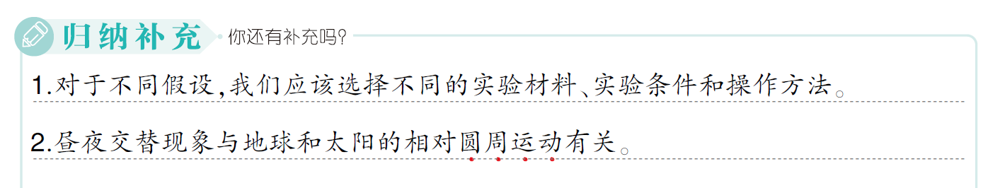 归纳补充 你还有补充吗?
1.对于不同假设,我们应该选择不同的实验材料、实验条件和操作方法。
2.昼夜交替现象与地球和太阳的相对圆周运动有关。